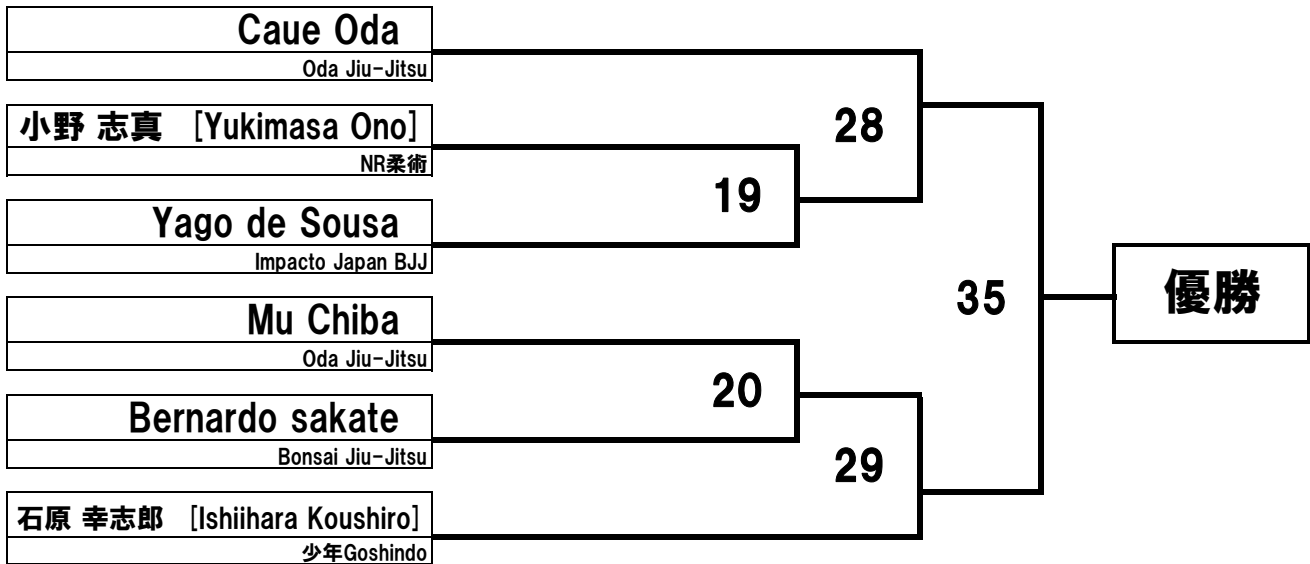 Caue Oda
Oda Jiu-Jitsu
小野 志真 [Yukimasa Ono]
NR柔術
Yago de Sousa
Impacto Japan BJJ
Mu Chiba
Oda Jiu-Jitsu
Bernardo sakate
Bonsai Jiu-Jitsu
石原 幸志郎 [Ishiihara Koushiro]
少年Goshindo
28
19
20
29
35
優勝